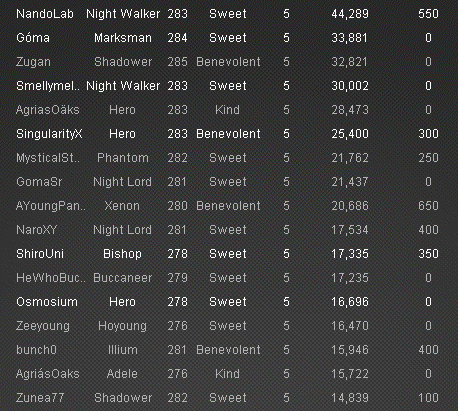 NandoLab Night Walker 283 Sweet 5 44,289 550
Góma Marksman 284 Sweet 5 33,881 0
Zugan Shadower 285 Benevolent 5 32,821 0
Smellymel.. Night Walker 283 Sweet 5 30,002 0
AgriasOäks Hero 283 Kind 5 28,473 0
SingularityX Hero 283 Benevolent 5 25,400 300
MysticalSt.. Phantom 282 Sweet 5 21,762 250
GomaSr Night Lord 281 Sweet 5 21,437 0
AYoungPan.. Xenon 280 Benevolent 5 20,686 650
NaroXY Night Lord 281 Sweet 5 17,534 400
ShiroUni Bishop 278 Sweet 5 17,335 350
HeWhoBuc.. Buccaneer 279 Sweet 5 17,235 0
Osmosium Hero 278 Sweet 5 16,696 0
Zeeyoung Hoyoung 276 Sweet 5 16,470 0
bunch0 Illium 281 Benevolent 5 15,946 400
AgriásOaks Adele 276 Kind 5 15,722 0
Zunea77 Shadower 282 Sweet 5 14,839 100